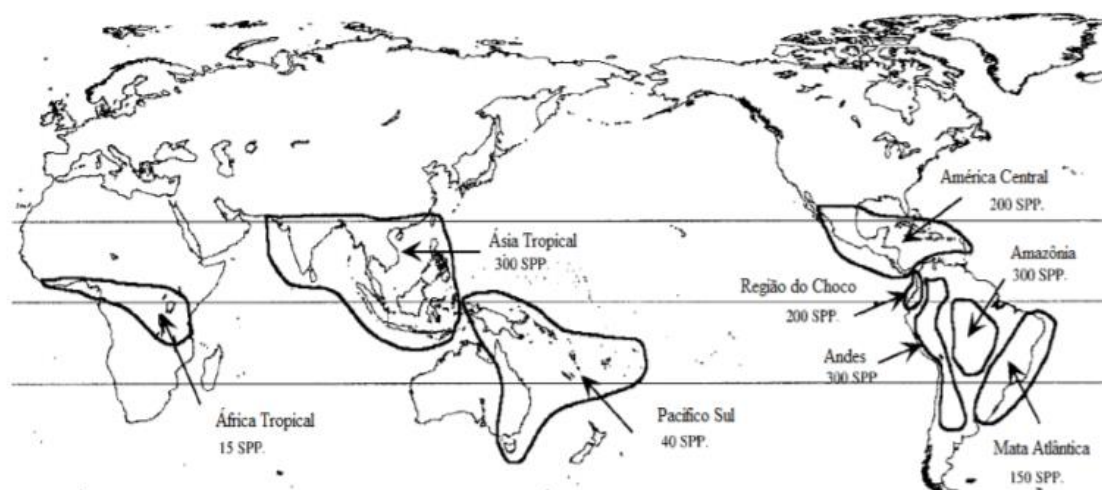 América Central
200 SPP.
Ásia Tropical
300 SPP.
Amazônia
300 SPP.
Região do Choco
200 SPP.
Andes
300 SPP
África Tropical
15 SPP.
Pacifico Sul
40 SPP.
Mata Atlântica
150 SPP.